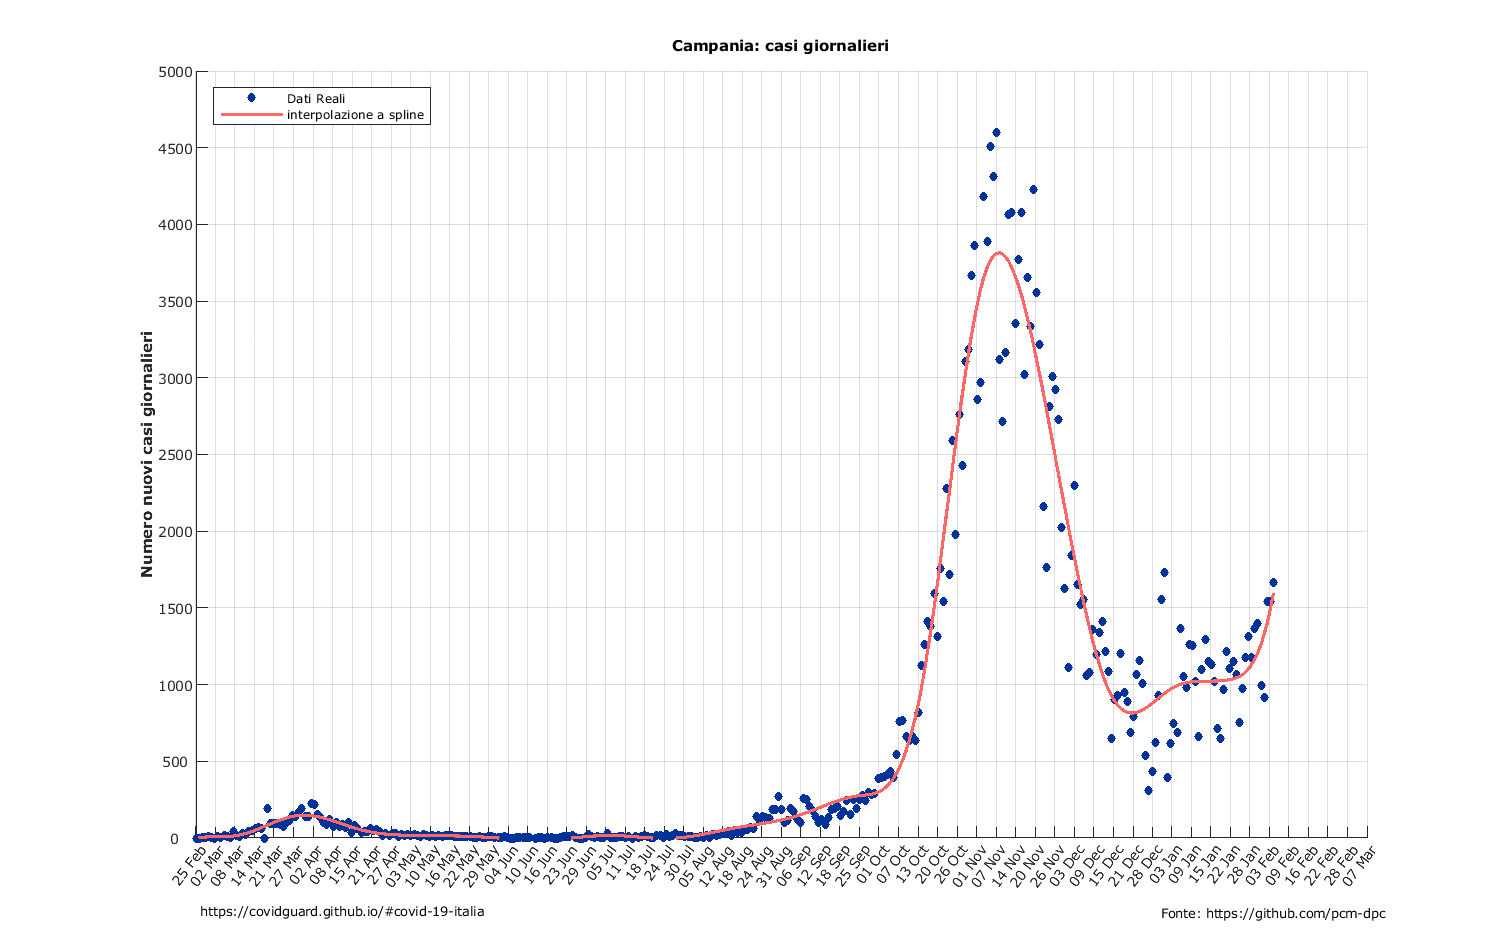 Campania: casi giornalieri
Dati Reali
interpolazione a spline
Numero nuovi casi giornalieri
5000
4500
4000
3500
3000
2500
2000
1500
1000
500
0
25 Feb
02 Mar
08 Mar
14 Mar
21 Mar
27 Mar
02 Apr
08 Apr
15 Apr
21 Apr
27 Apr
03 May
10 May
16 May
22 May
29 May
04 Jun
10 Jun
16 Jun
23 Jun
29 Jun
05 Jul
11 Jul
18 Jul
24 Jul
30 Jul
05 Aug
12 Aug
18 Aug
24 Aug
31 Aug
06 Sep
12 Sep
18 Sep
25 Sep
01 Oct
07 Oct
13 Oct
20 Oct
26 Oct
01 Nov
07 Nov
14 Nov
20 Nov
26 Nov
03 Dec
09 Dec
15 Dec
21 Dec
28 Dec
03 Jan
09 Jan
15 Jan
22 Jan
28 Jan
03 Feb
09 Feb
16 Feb
22 Feb
28 Feb
07 Mar
https://covidguard.github.io/#covid-19-italia
Fonte: https://github.com/pcm-dpc